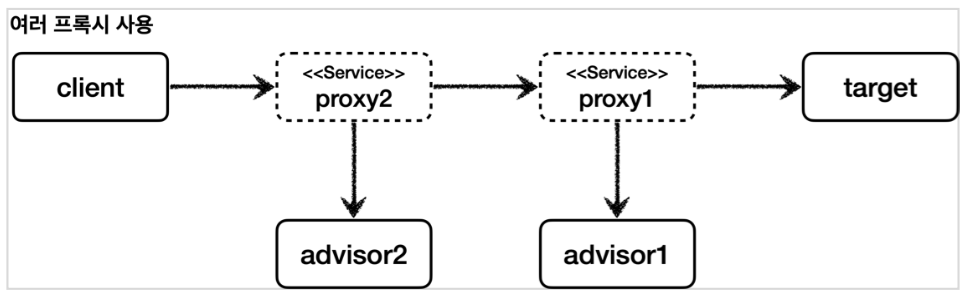 여러 프록시 사용
client
<<Service>>
proxy2
<<Service>>
proxy1
target
advisor2
advisor1